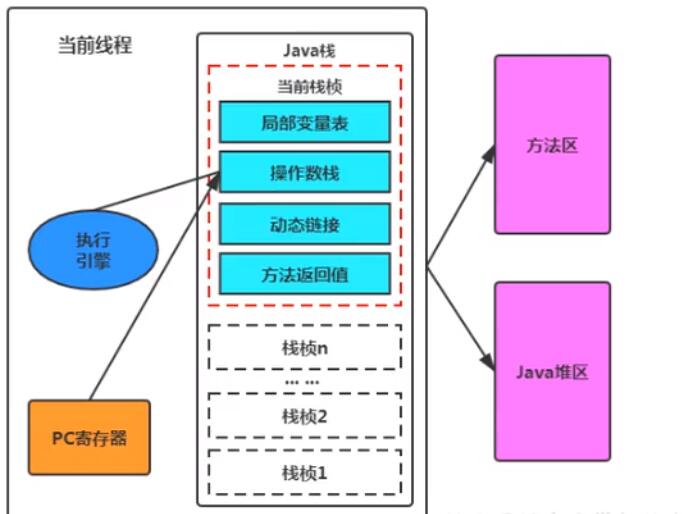 当前线程
Java栈
当前栈桢
局部变量表
操作数栈
动态链接
方法返回值
执行
引擎
栈桢n
... ...
栈桢2
栈桢1
PC寄存器
方法区
Java堆区